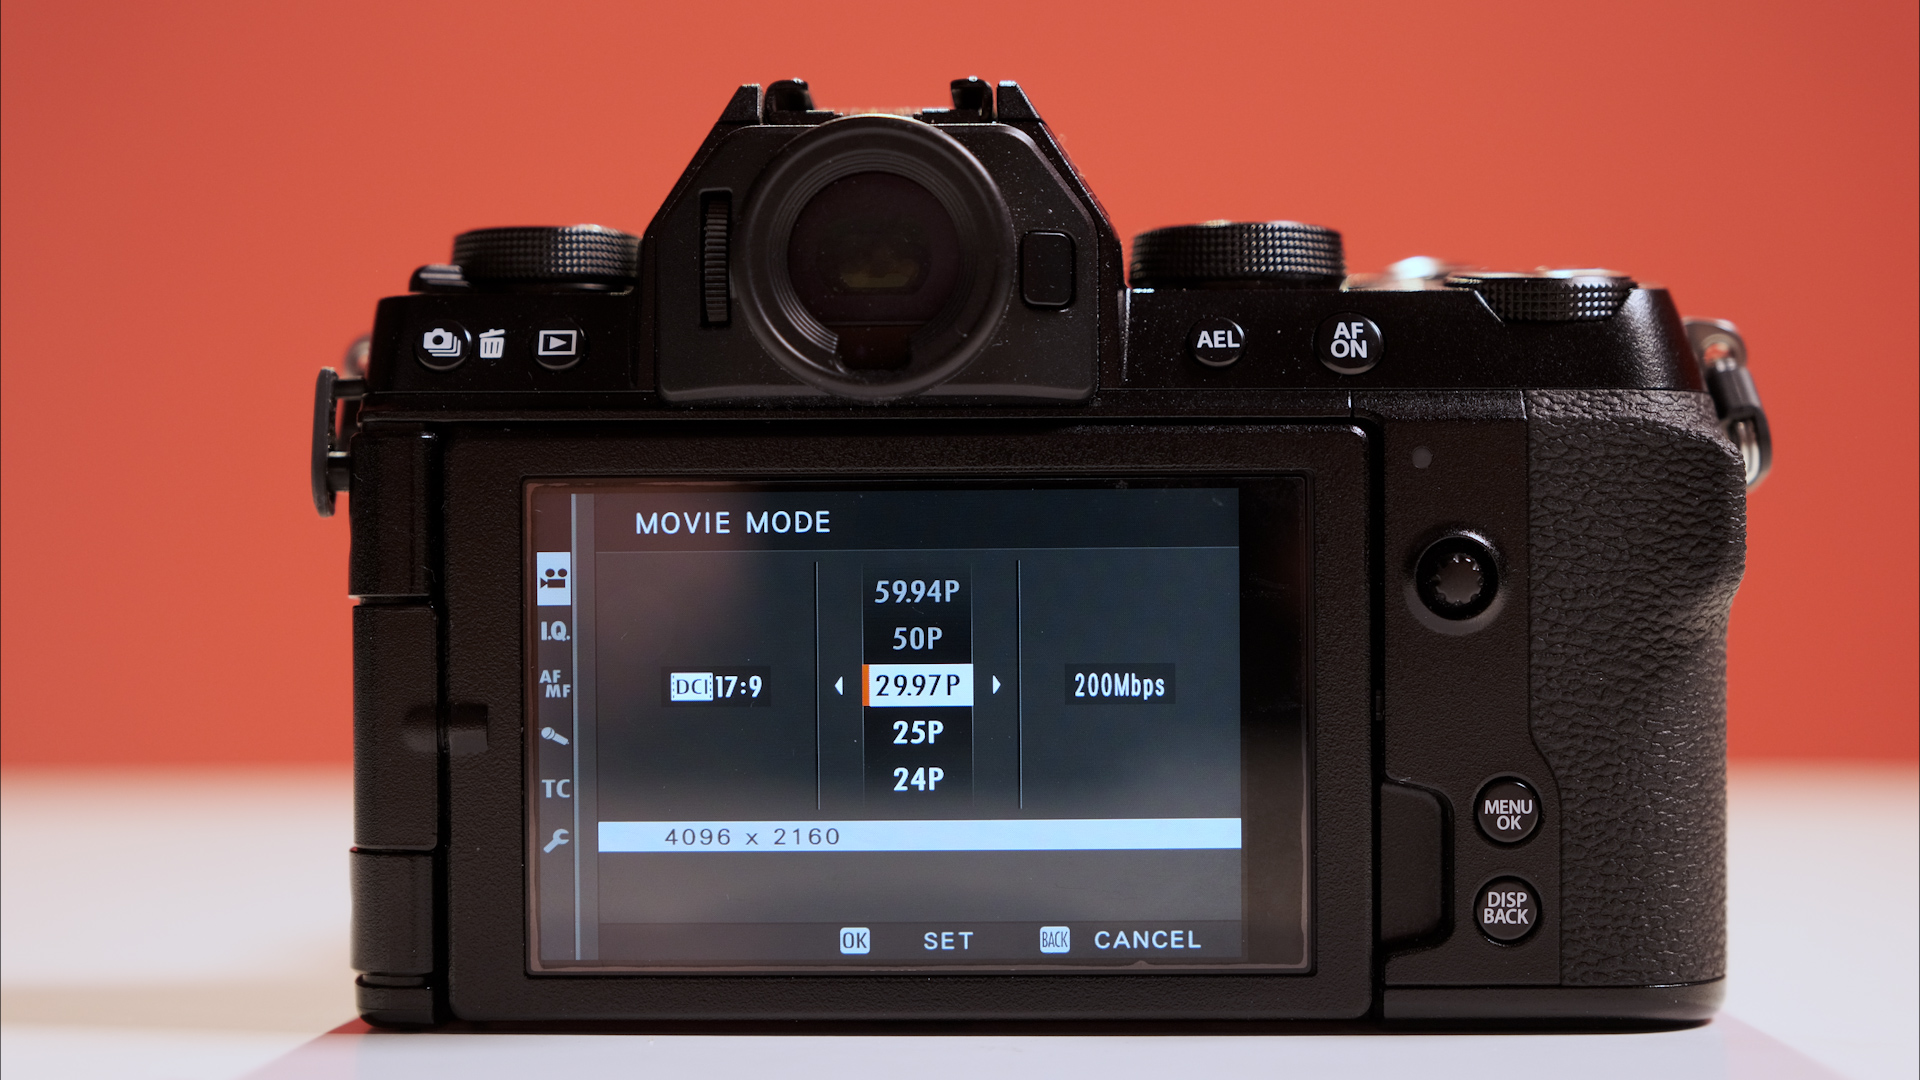 AEL
AF
ON
MOVIE MODE
59.94P
I.Q.
50P
AF
MF
DCI 17:9
29.97P
200Mbps
25P
TC
24P
MENU
OK
4096 x 2160
DISP
BACK
OK SET BACK CANCEL